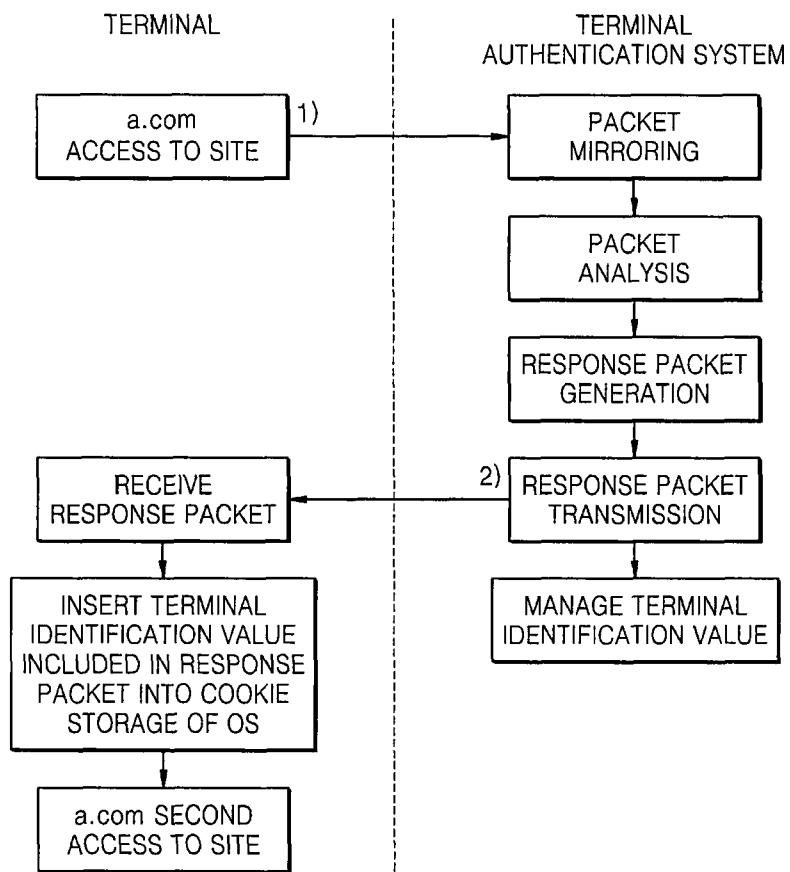 TERMINAL
TERMINAL
AUTHENTICATION SYSTEM
a.com
ACCESS TO SITE
1)
PACKET
MIRRORING
PACKET
ANALYSIS
RESPONSE PACKET
GENERATION
RECEIVE
RESPONSE PACKET
2)
RESPONSE PACKET
TRANSMISSION
INSERT TERMINAL
IDENTIFICATION VALUE
INCLUDED IN RESPONSE
PACKET INTO COOKIE
STORAGE OF OS
MANAGE TERMINAL
IDENTIFICATION VALUE
a.com SECOND
ACCESS TO SITE